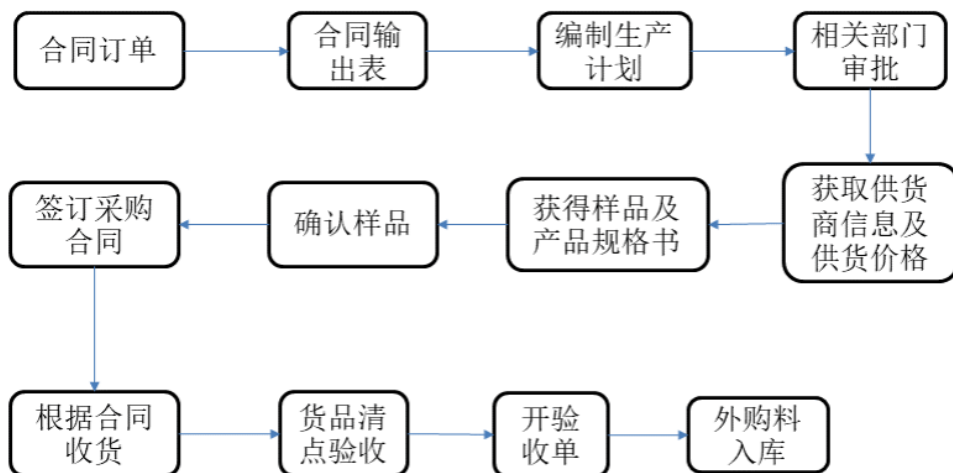 合同订单
合同输
出表
编制生产
计划
相关部门
审批
签订采购
合同
确认样品
获得样品及
产品规格书
获取供货
商信息及
供货价格
根据合同
收货
货品清
点验收
开验
收单
外购料
入库